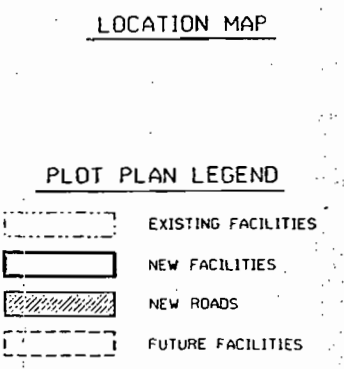 LOCATION MAP
PLOT PLAN LEGEND
EXISTING FACILITIES
NEW FACILITIES
NEW ROADS
FUTURE FACILITIES